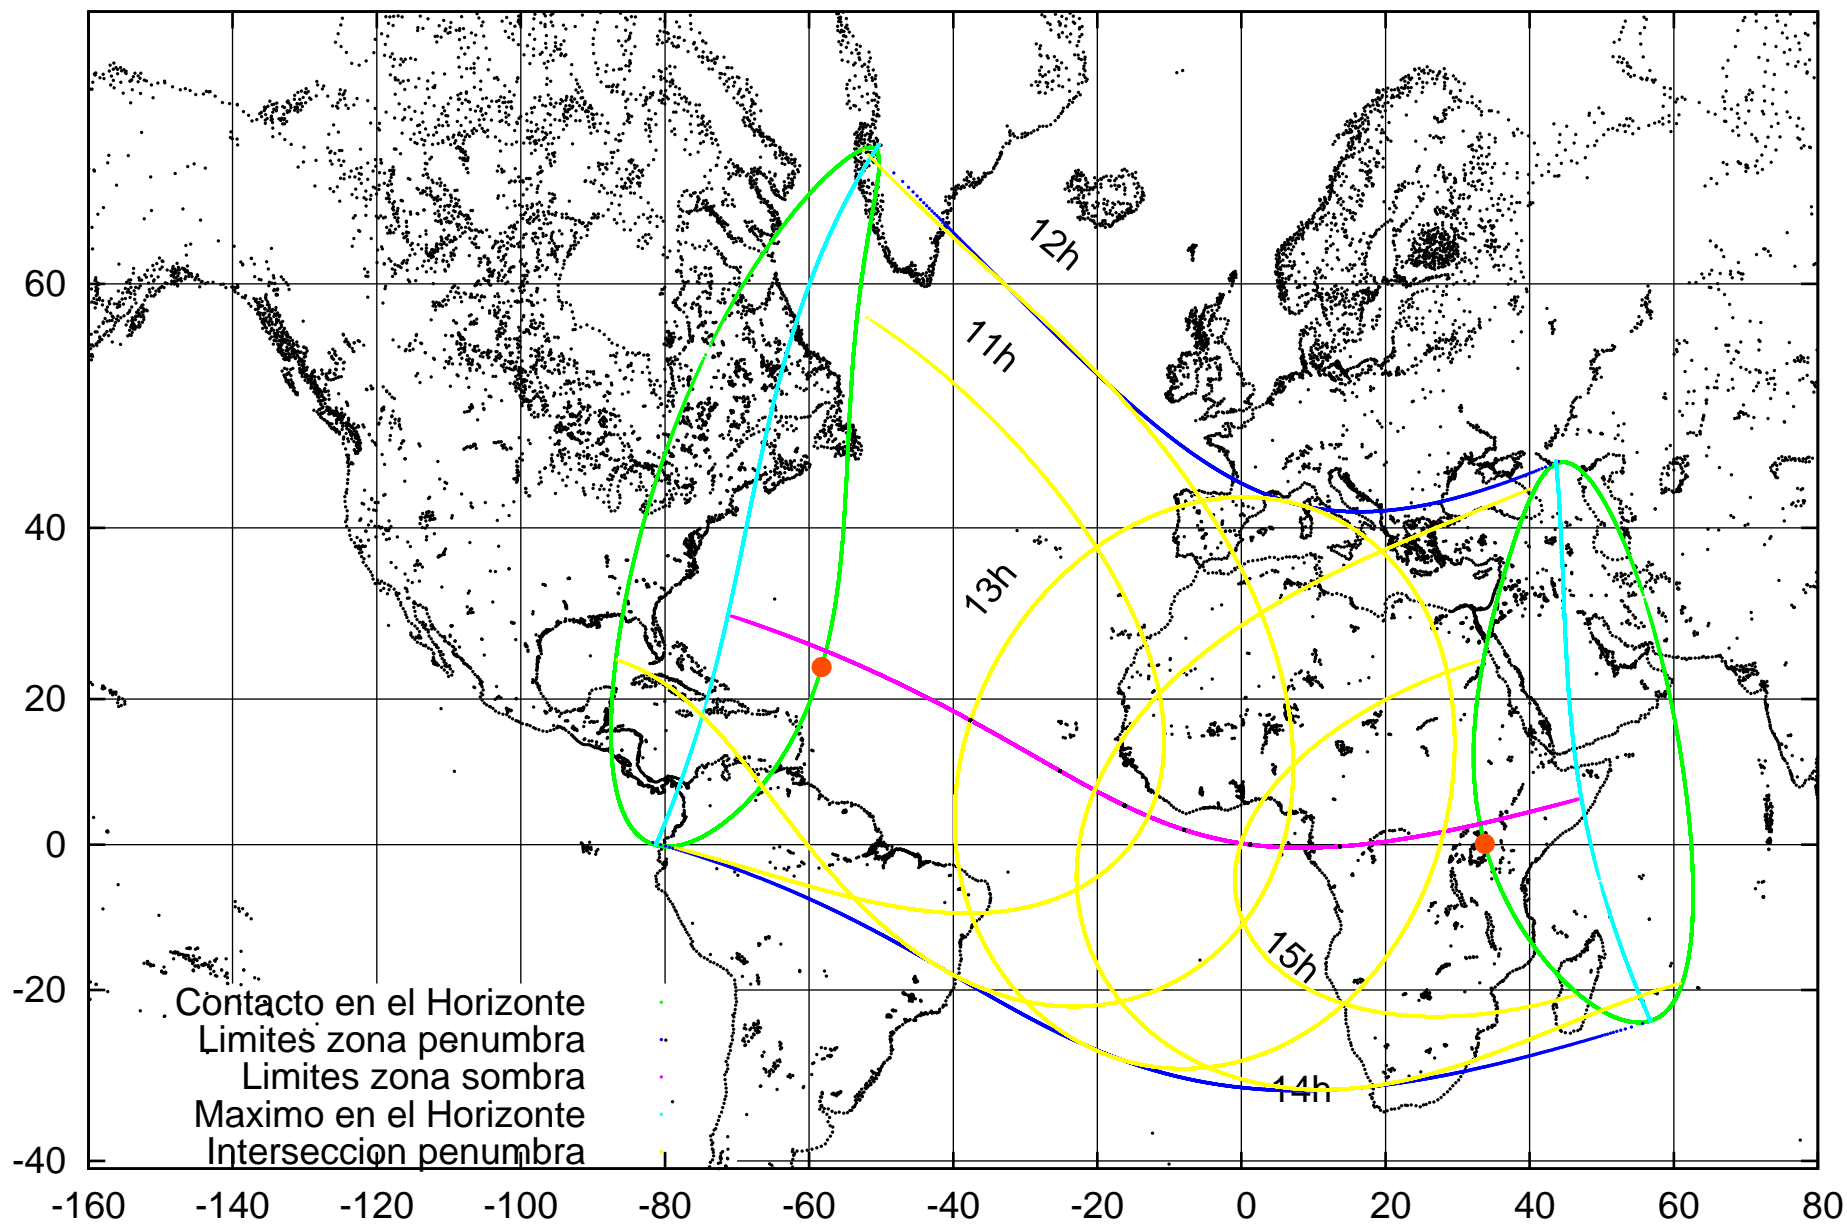 12h
11h
60
40
13h
20
0
15h
-20
Contacto en el Horizonte
Limites zona penumbra
Limites zona sombra
14h
Maximo en el Horizonte
Interseccion penumbra
-40
-160 -140 -120 -100 -80 -60 -40 -20 0 20 40 60 80